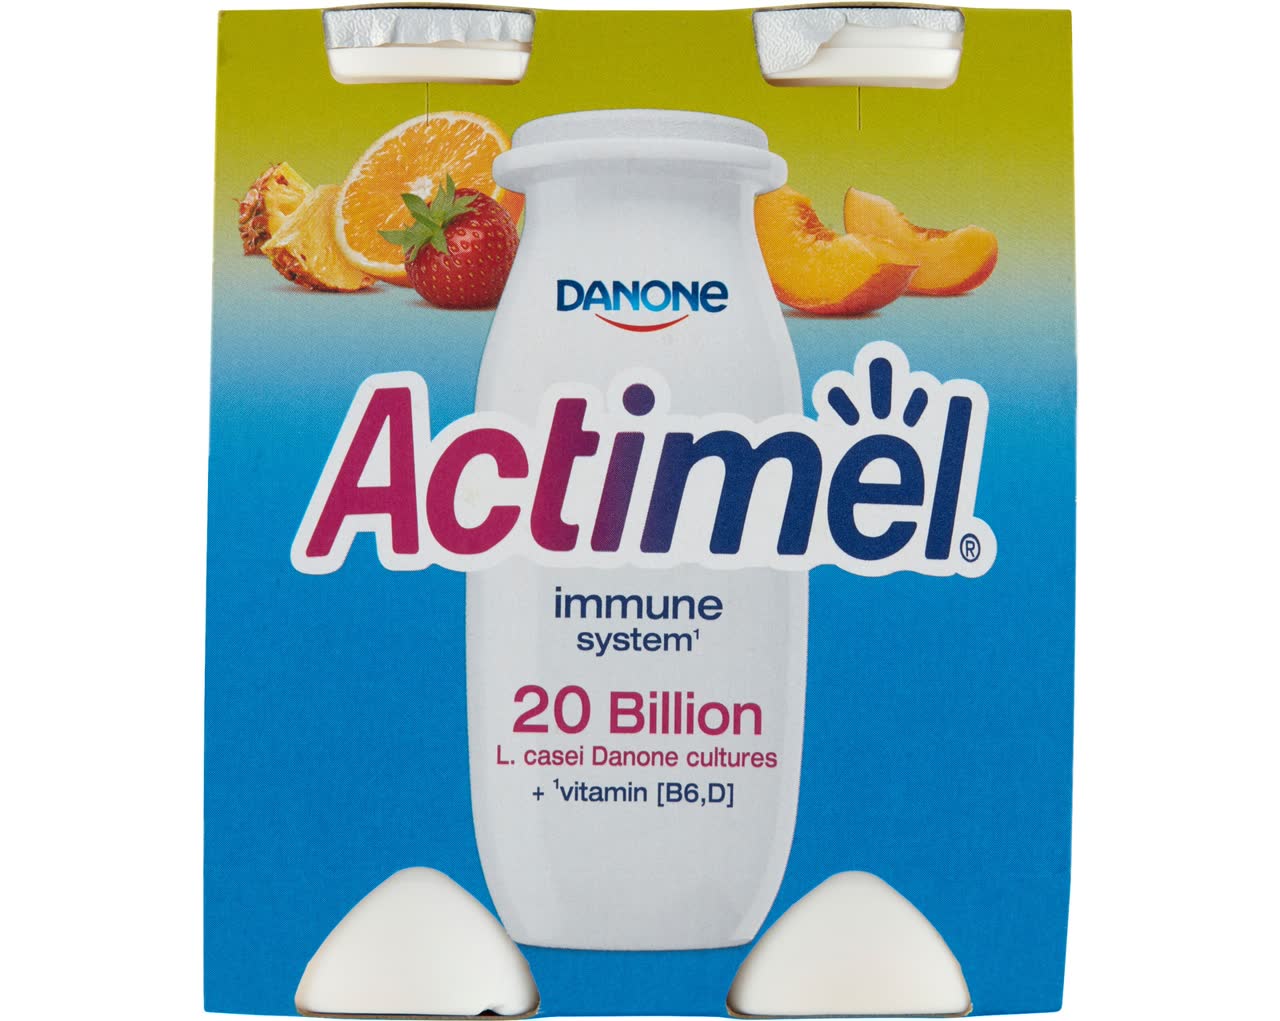 DANONE
Actimel®
immune
system¹
20 Billion
L. casei Danone cultures
+ ¹vitamin [B6,D]